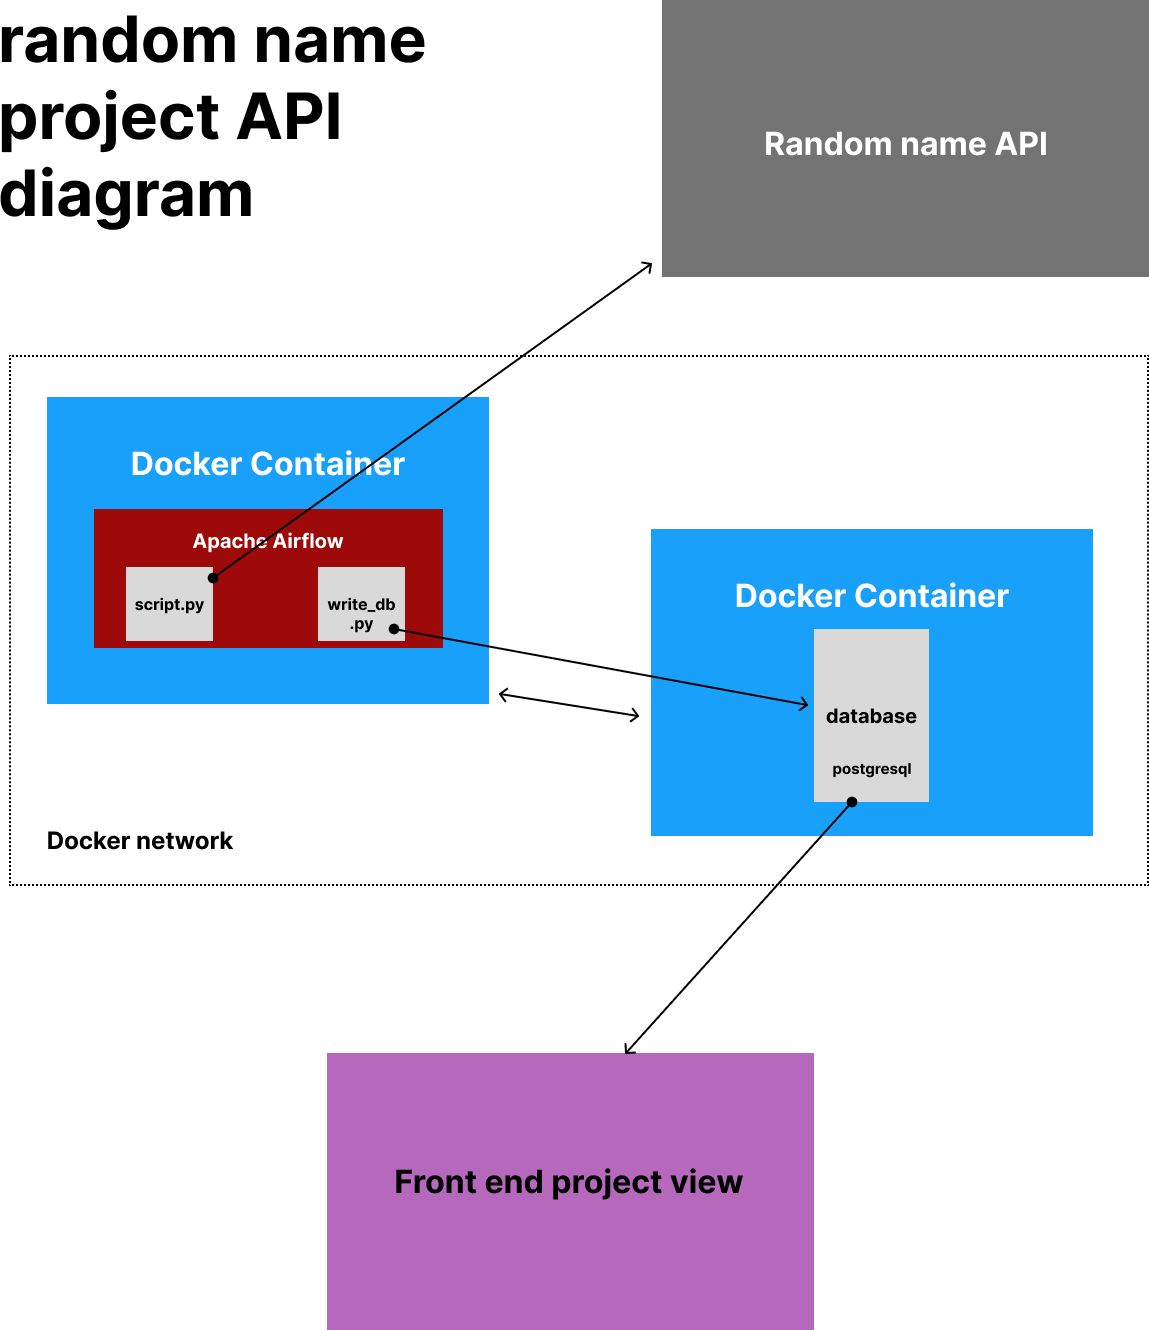 random name
project API
diagram
Random name API
Docker Container
Apache Airflow
script.py
write_db
.py
Docker Container
database
postgresql
Docker network
Front end project view